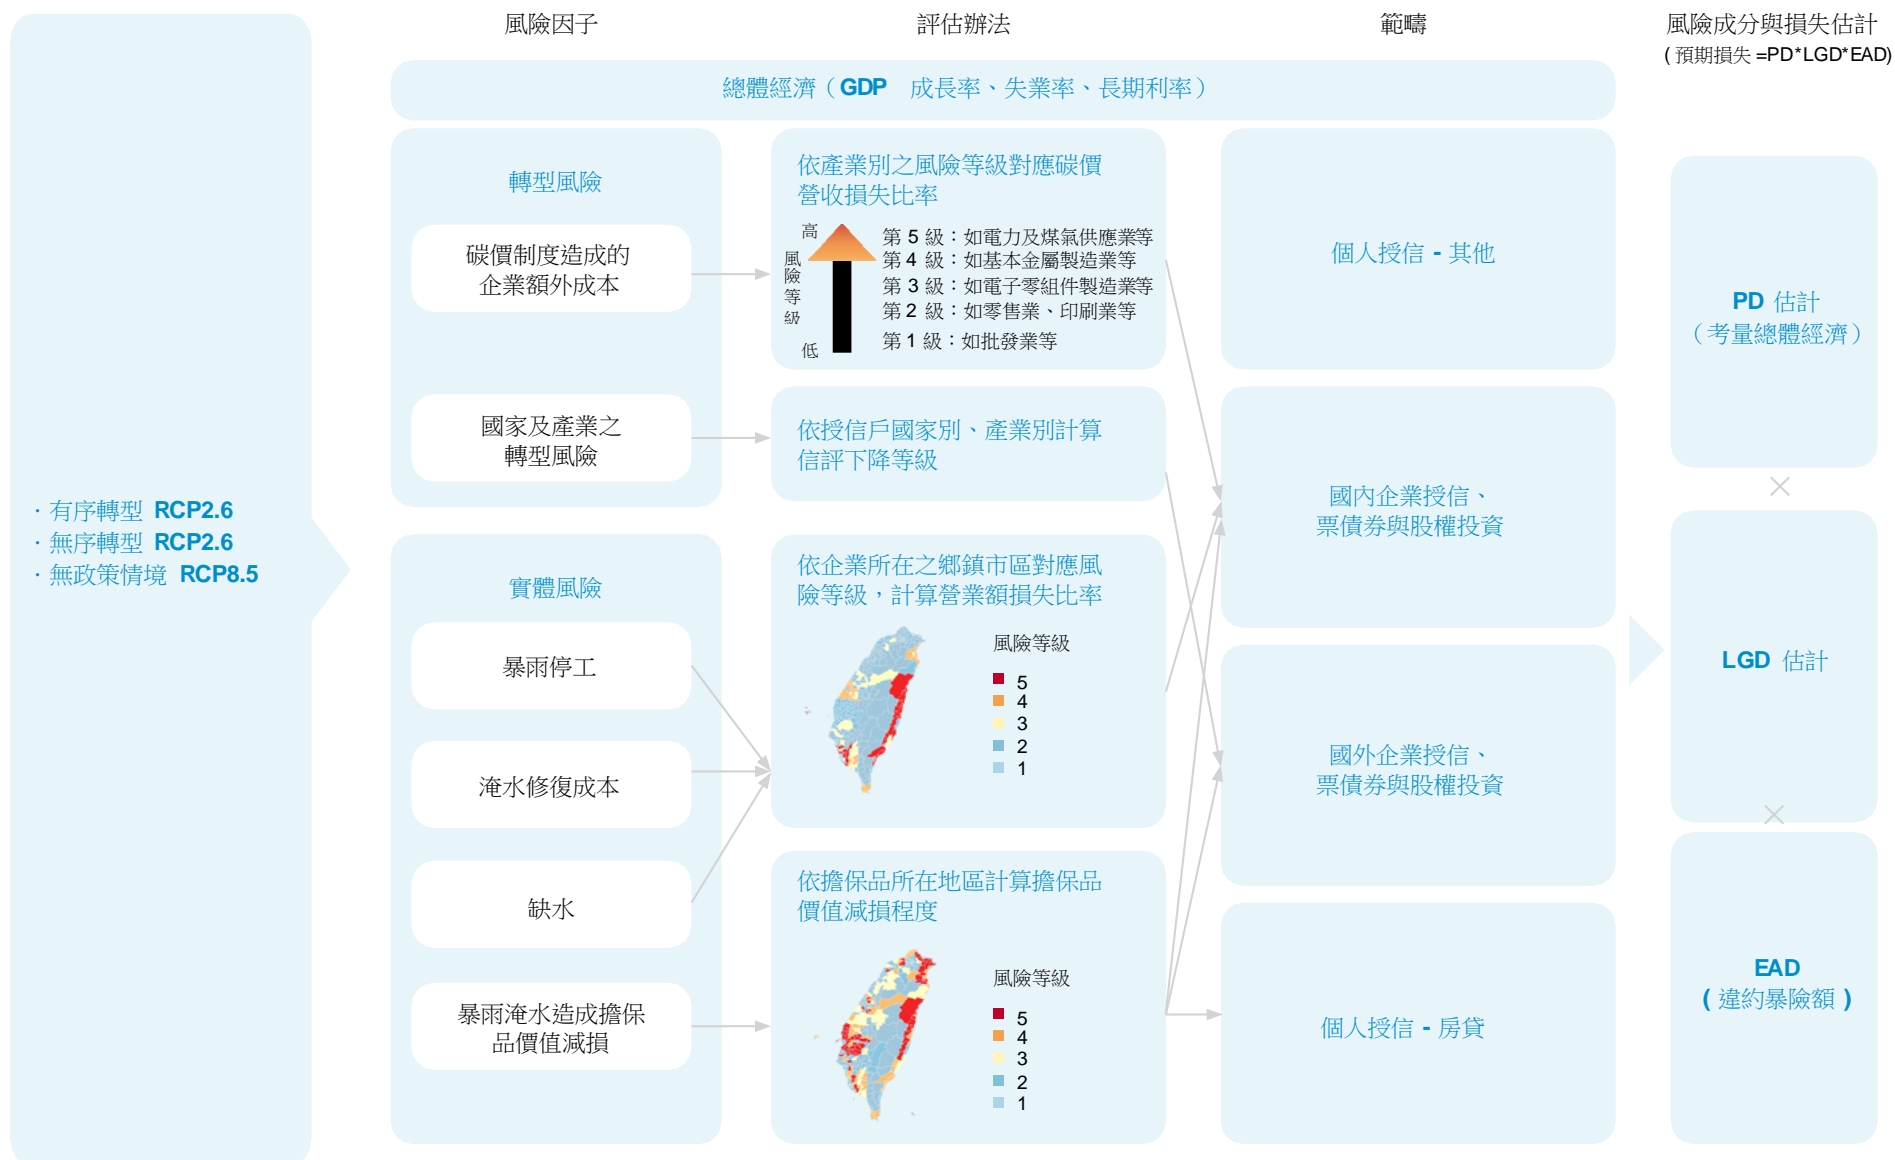 風險因子
評估辦法
範疇
風險成分與損失估計
( 預期損失 =PD*LGD*EAD)
總體經濟（GDP 成長率、失業率、長期利率）
· 有序轉型 RCP2.6
· 無序轉型 RCP2.6
· 無政策情境 RCP8.5
轉型風險
碳價制度造成的
企業額外成本
國家及產業之
轉型風險
實體風險
暴雨停工
淹水修復成本
缺水
暴雨淹水造成擔保
品價值減損
依產業別之風險等級對應碳價
營收損失比率
高
風險等級
低
第 5 級：如電力及煤氣供應業等
第 4 級：如基本金屬製造業等
第 3 級：如電子零組件製造業等
第 2 級：如零售業、印刷業等
第 1 級：如批發業等
依授信戶國家別、產業別計算
信評下降等級
依企業所在之鄉鎮市區對應風
險等級，計算營業額損失比率
風險等級
5
4
3
2
1
依擔保品所在地區計算擔保品
價值減損程度
風險等級
5
4
3
2
1
個人授信 - 其他
國內企業授信、
票債券與股權投資
國外企業授信、
票債券與股權投資
個人授信 - 房貸
PD 估計
（考量總體經濟）
×
LGD 估計
×
EAD
( 違約暴險額 )